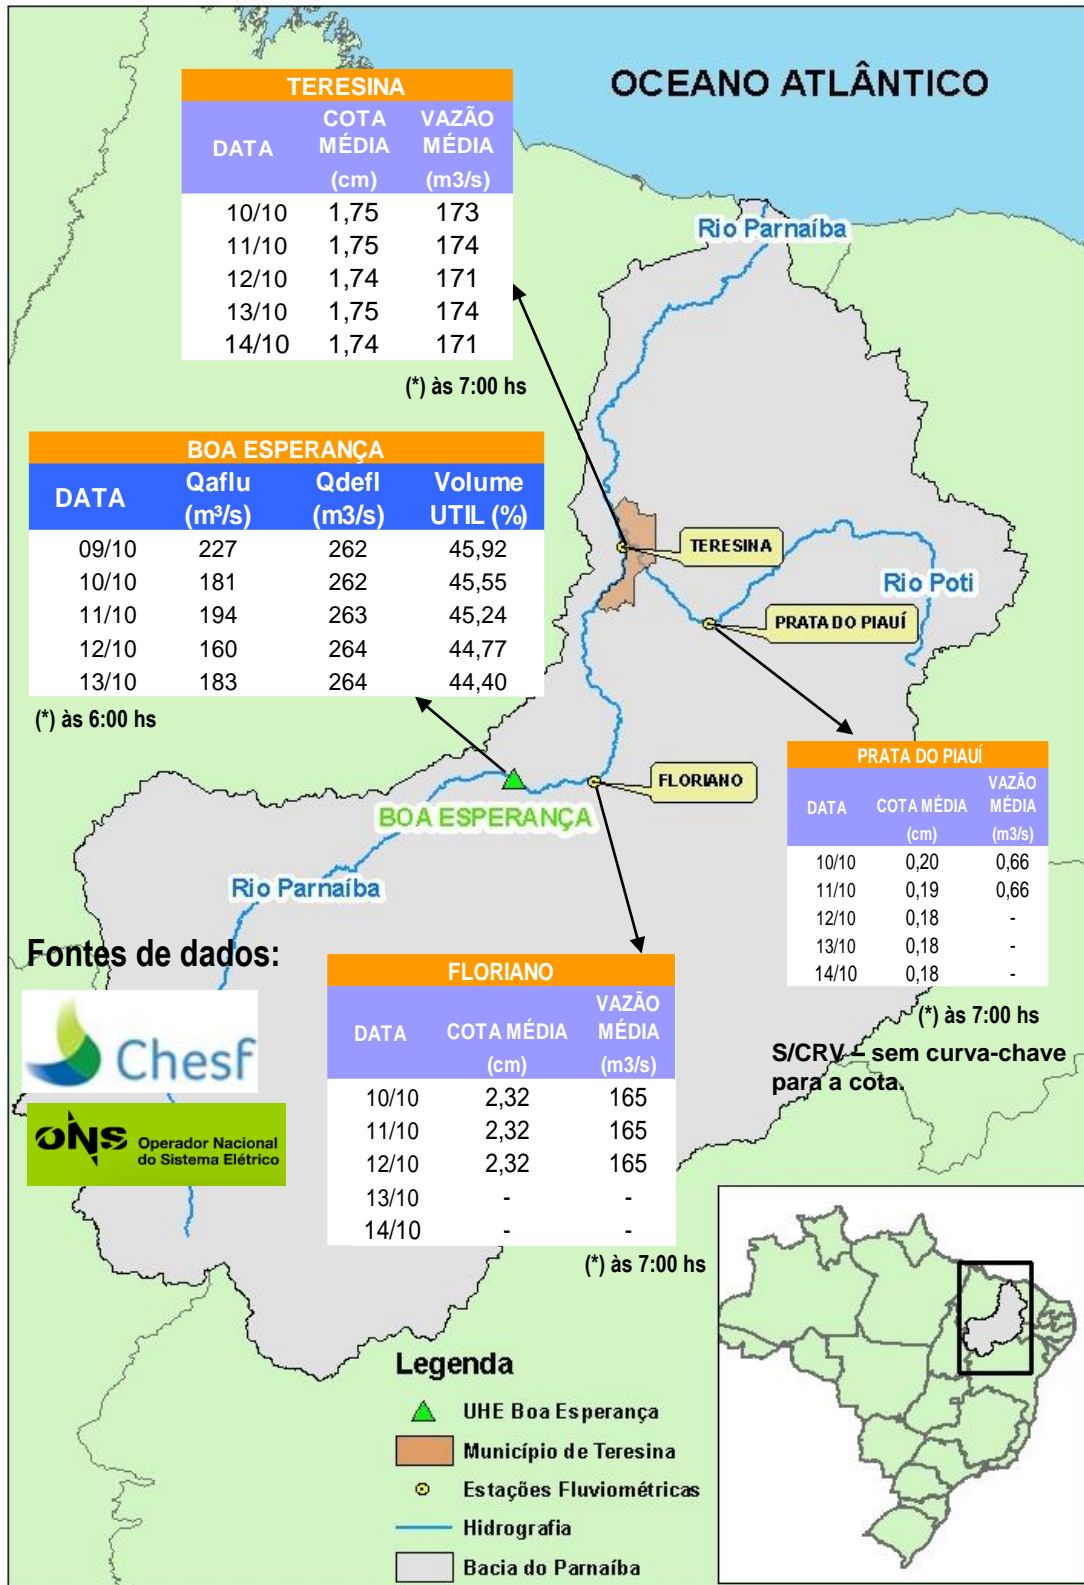 OCEANO ATLÂNTICO
TERESINA
DATA COTA MÉDIA (cm) VAZÃO MÉDIA (m3/s)
10/10 1,75 173
11/10 1,75 174
12/10 1,74 171
13/10 1,75 174
14/10 1,74 171
(*) às 7:00 hs
Rio Parnaíba
BOA ESPERANÇA
DATA Qaflu (m³/s) Qdefl (m3/s) Volume UTIL (%)
09/10 227 262 45,92
10/10 181 262 45,55
11/10 194 263 45,24
12/10 160 264 44,77
13/10 183 264 44,40
(*) às 6:00 hs
TERESINA
Rio Poti
PRATA DO PIAUÍ
FLORIANO
BOA ESPERANÇA
Rio Parnaíba
PRATA DO PIAUÍ
DATA COTA MÉDIA (cm) VAZÃO MÉDIA (m3/s)
10/10 0,20 0,66
11/10 0,19 0,66
12/10 0,18 -
13/10 0,18 -
14/10 0,18 -
(*) às 7:00 hs
S/CRV – sem curva-chave
para a cota.
Fontes de dados:
Chesf
ONS Operador Nacional
do Sistema Elétrico
FLORIANO
DATA COTA MÉDIA (cm) VAZÃO MÉDIA (m3/s)
10/10 2,32 165
11/10 2,32 165
12/10 2,32 165
13/10 - -
14/10 - -
(*) às 7:00 hs
Legenda
UHE Boa Esperança
Município de Teresina
Estações Fluviométricas
Hidrografia
Bacia do Parnaíba